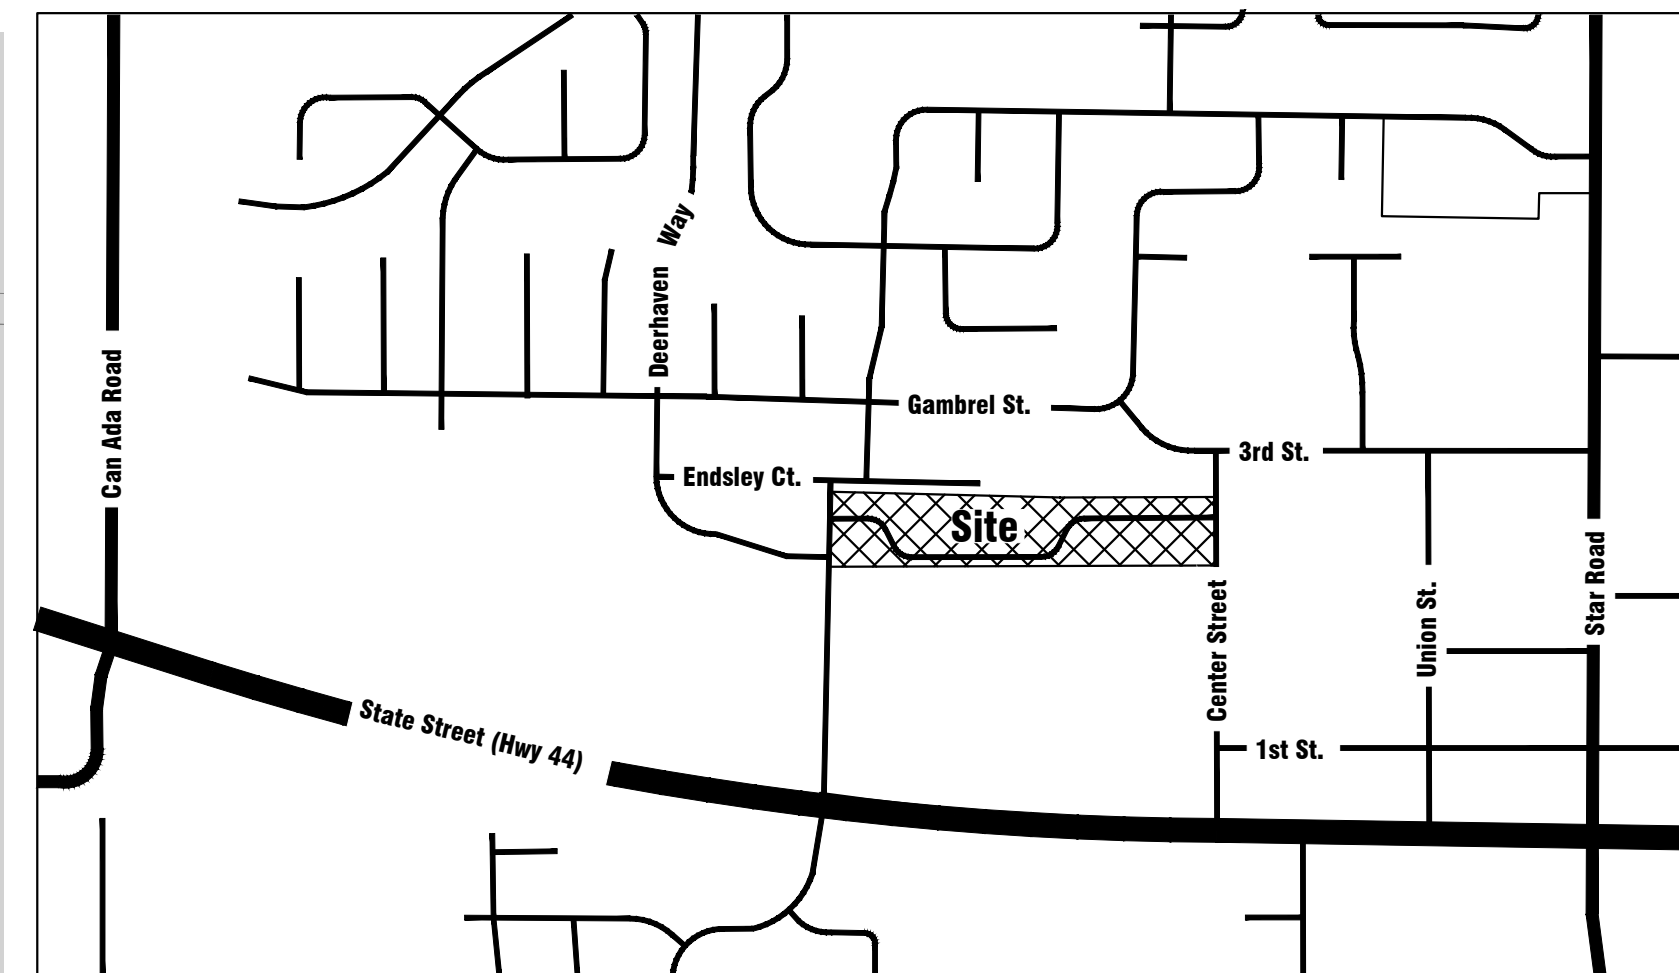 Way
Deerhaven
Can Ada Road
Gambrel St.
3rd St.
Endsley Ct.
Site
Star Road
Union St.
Center Street
State Street (Hwy 44)
1st St.